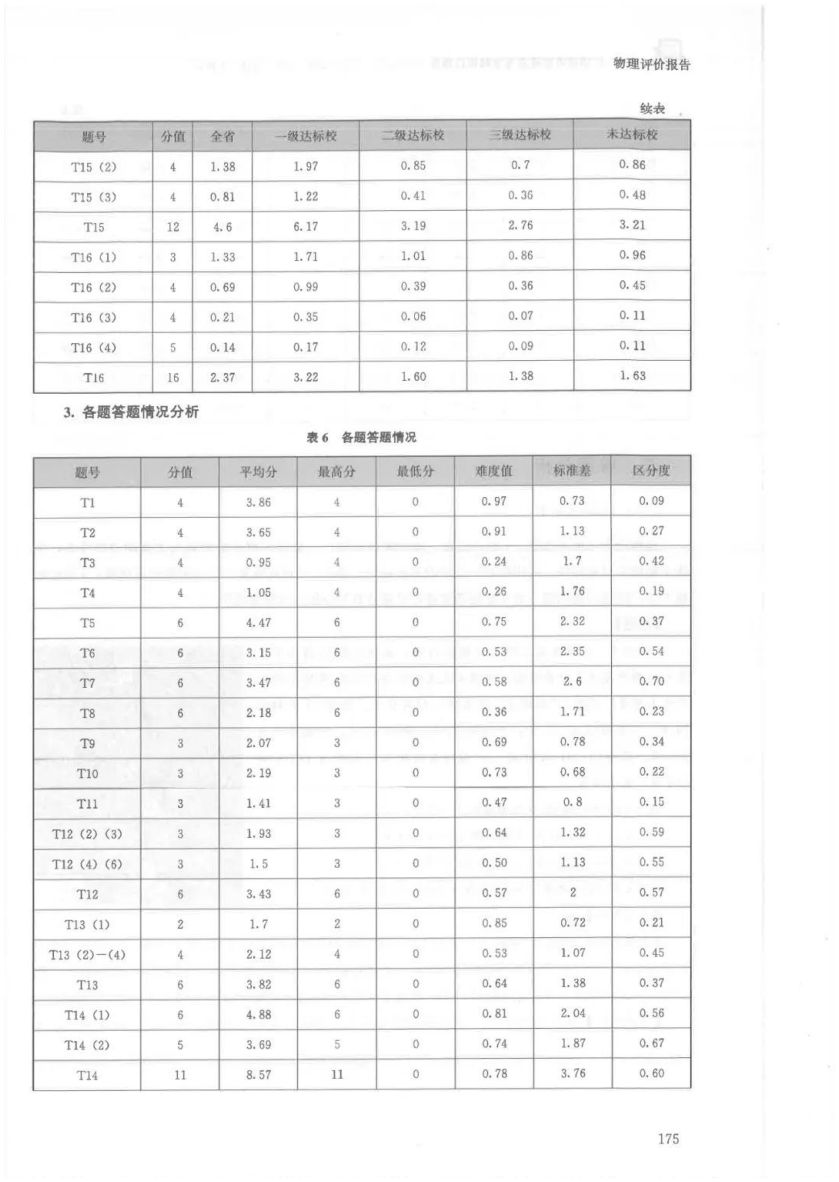 物理评价报告
续表
题号 分值 全省 一级达标校 二级达标校 三级达标校 未达标校
T15 (2) 4 1.38 1.97 0.85 0.7 0.86
T15 (3) 4 0.81 1.22 0.41 0.36 0.48
T15 12 4.6 6.17 3.19 2.76 3.21
T16 (1) 3 1.33 1.71 1.01 0.86 0.96
T16 (2) 4 0.69 0.99 0.39 0.36 0.45
T16 (3) 4 0.21 0.35 0.06 0.07 0.11
T16 (4) 5 0.14 0.17 0.12 0.09 0.11
T16 16 2.37 3.22 1.60 1.38 1.63
3. 各题答题情况分析
表 6 各题答题情况
题号 分值 平均分 最高分 最低分 难度值 标准差 区分度
T1 4 3.86 4 0 0.97 0.73 0.09
T2 4 3.65 4 0 0.91 1.13 0.27
T3 4 0.95 4 0 0.24 1.7 0.42
T4 4 1.05 4 0 0.26 1.76 0.19
T5 6 4.47 6 0 0.75 2.32 0.37
T6 6 3.15 6 0 0.53 2.35 0.54
T7 6 3.47 6 0 0.58 2.6 0.70
T8 6 2.18 6 0 0.36 1.71 0.23
T9 3 2.07 3 0 0.69 0.78 0.34
T10 3 2.19 3 0 0.73 0.68 0.22
T11 3 1.41 3 0 0.47 0.8 0.15
T12 (2) (3) 3 1.93 3 0 0.64 1.32 0.59
T12 (4) (6) 3 1.5 3 0 0.50 1.13 0.55
T12 6 3.43 6 0 0.57 2 0.57
T13 (1) 2 1.7 2 0 0.85 0.72 0.21
T13 (2)－(4) 4 2.12 4 0 0.53 1.07 0.45
T13 6 3.82 6 0 0.64 1.38 0.37
T14 (1) 6 4.88 6 0 0.81 2.04 0.56
T14 (2) 5 3.69 5 0 0.74 1.87 0.67
T14 11 8.57 11 0 0.78 3.76 0.60
175